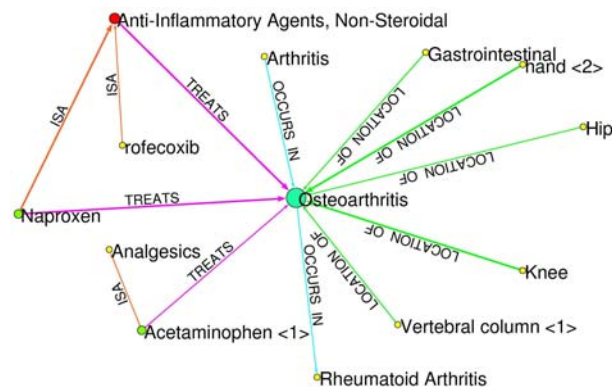 Anti-Inflammatory Agents, Non-Steroidal
Arthritis
Gastrointestinal
hand <2>
Hip
ISA
ISA
TREATS
OCCURS IN
LOCATION OF
LOCATION OF
LOCATION OF
rofecoxib
TREATS
Osteoarthritis
Naproxen
Analgesics
TREATS
LOCATION OF
LOCATION OF
ISA
OCCURS IN
Knee
Acetaminophen <1>
Vertebral column <1>
Rheumatoid Arthritis